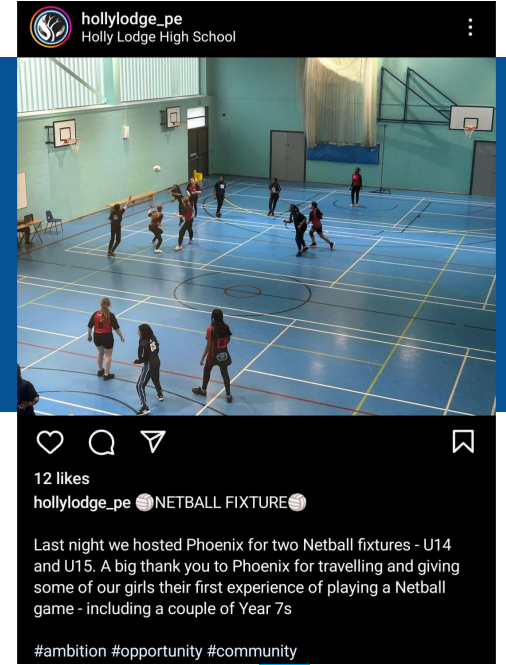 hollylodge_pe
Holly Lodge High School
12 likes
hollylodge_pe 🏐NETBALL FIXTURE🏐
Last night we hosted Phoenix for two Netball fixtures - U14
and U15. A big thank you to Phoenix for travelling and giving
some of our girls their first experience of playing a Netball
game - including a couple of Year 7s
#ambition #opportunity #community